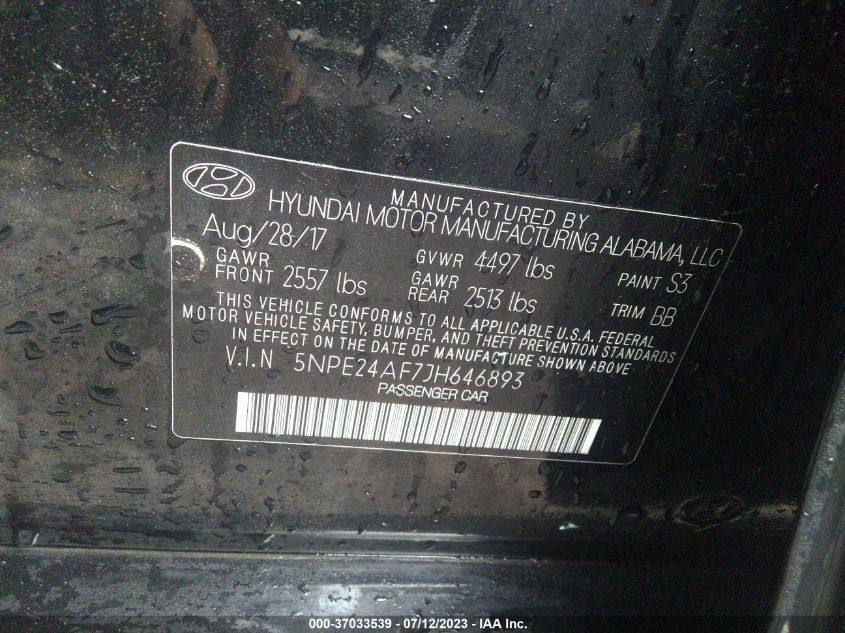 MANUFACTURED BY
HYUNDAI MOTOR MANUFACTURING ALABAMA, LLC
Aug/28/17 GVWR 4497 lbs PAINT S3
GAWR FRONT 2557 lbs GAWR REAR 2513 lbs TRIM BB
THIS VEHICLE CONFORMS TO ALL APPLICABLE U.S.A. FEDERAL
MOTOR VEHICLE SAFETY, BUMPER, AND THEFT PREVENTION STANDARDS
IN EFFECT ON THE DATE OF MANUFACTURE SHOWN ABOVE.
V.I.N 5NPE24AF7JH646893
PASSENGER CAR
000-37033539 - 07/12/2023 - IAA Inc.